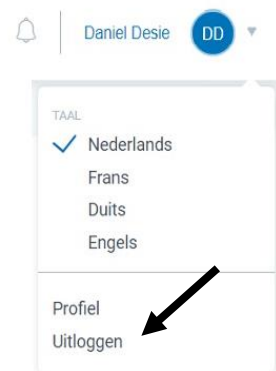 Daniel Desie DD
TAAL
Nederlands
Frans
Duits
Engels
Profiel
Uitloggen